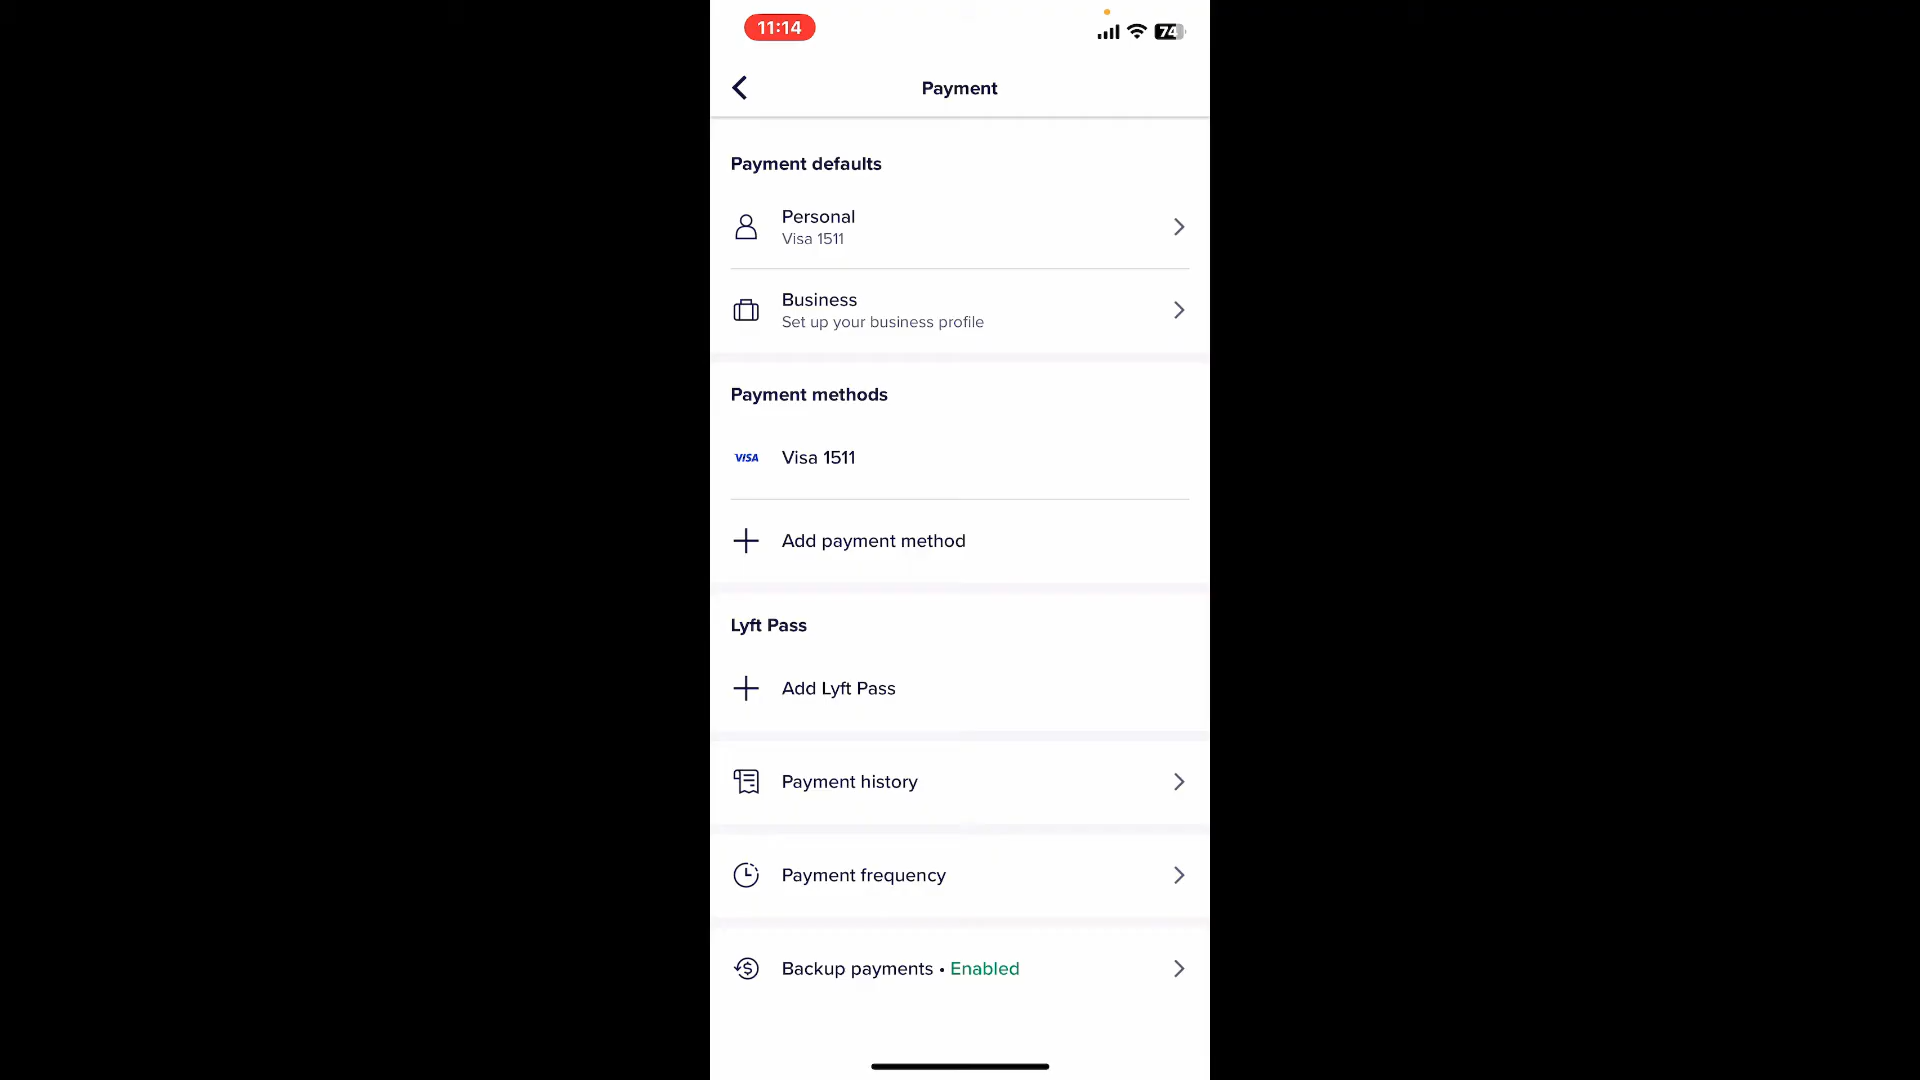 11:14
74
Payment
Payment defaults
Personal
Visa 1511
Business
Set up your business profile
Payment methods
VISA Visa 1511
Add payment method
Lyft Pass
Add Lyft Pass
Payment history
Payment frequency
Backup payments • Enabled